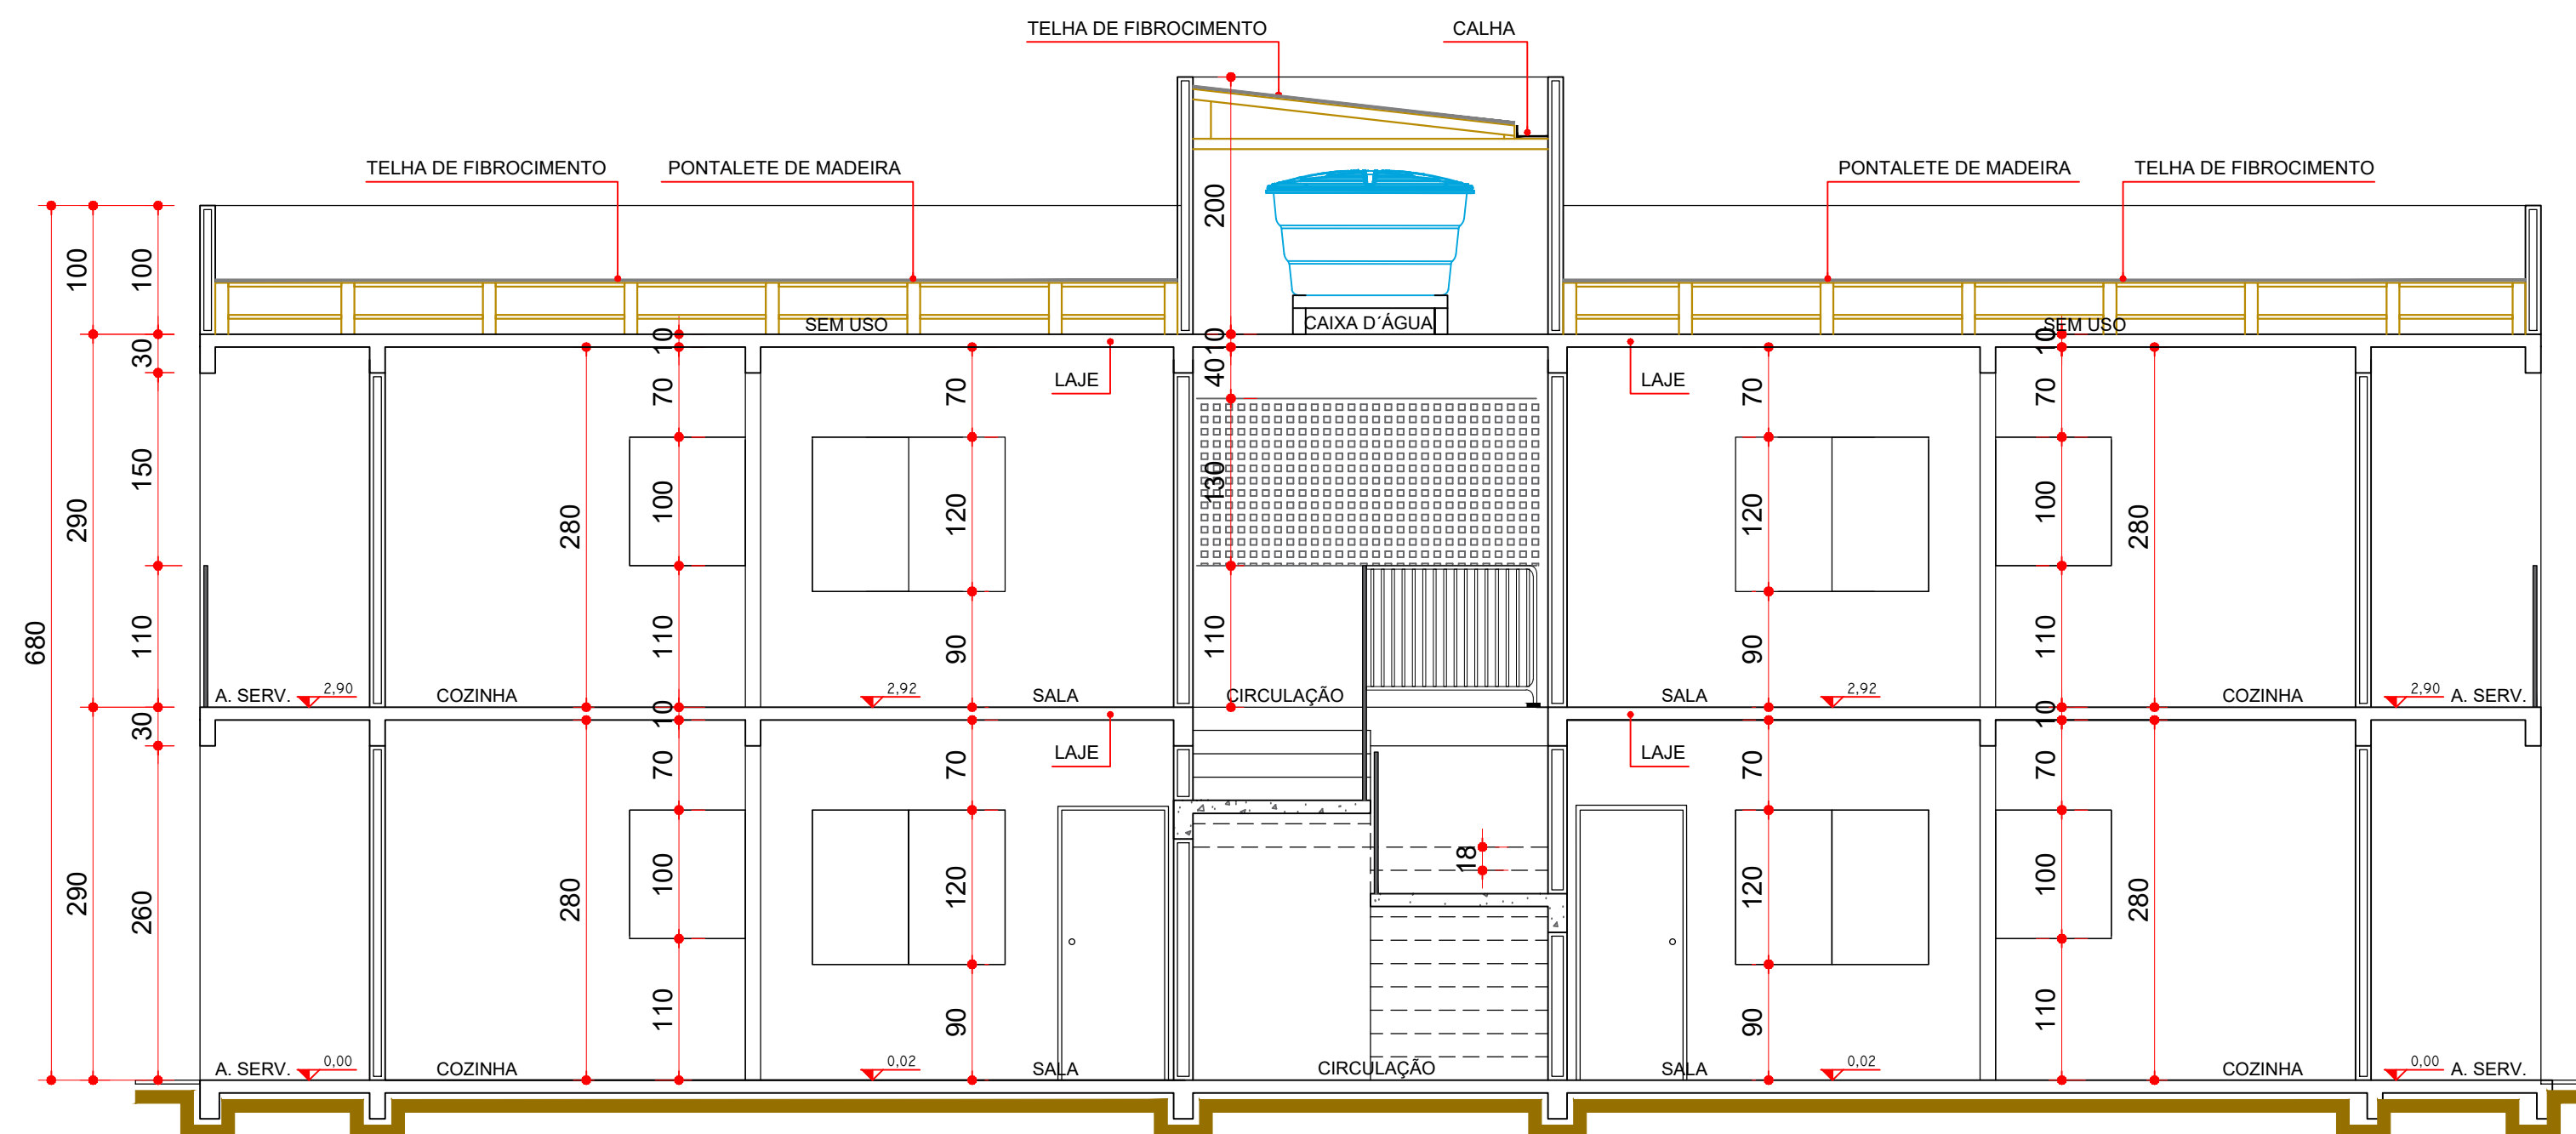 TELHA DE FIBROCIMENTO CALHA
TELHA DE FIBROCIMENTO PONTALETE DE MADEIRA PONTALETE DE MADEIRA TELHA DE FIBROCIMENTO
200
100 100
SEM USO CAIXA D´ÁGUA SEM USO
30 10 10 10
40
LAJE LAJE
70 70 70 70
150 100 120 130 120 100
290 280 280
680
110 110 90 110 90 110
A. SERV. 2,90 COZINHA 2,92 SALA CIRCULAÇÃO SALA 2,92 COZINHA 2,90 A. SERV.
30 10 10
LAJE LAJE
70 70 70 70
18
290 260 280 100 120 120 100 280
110 90 90 110
A. SERV. 0,00 COZINHA 0,02 SALA CIRCULAÇÃO SALA 0,02 COZINHA 0,00 A. SERV.